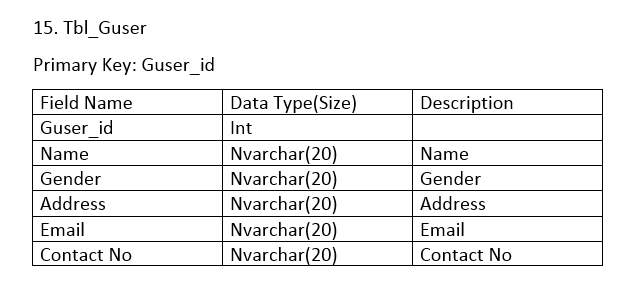 15. Tbl_Guser
Primary Key: Guser_id
Field Name Data Type(Size) Description
Guser_id Int
Name Nvarchar(20) Name
Gender Nvarchar(20) Gender
Address Nvarchar(20) Address
Email Nvarchar(20) Email
Contact No Nvarchar(20) Contact No